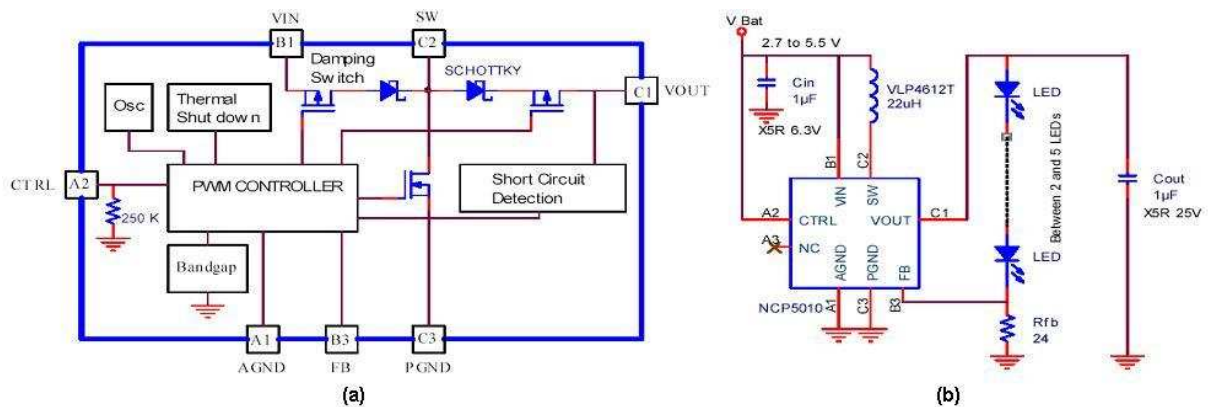 VIN
SW
B1
C2
Damping
Switch
SCHOTTKY
C1
VOUT
Osc
Thermal
Shut down
CTRL
A2
PWM CONTROLLER
Short Circuit
Detection
250 K
Bandgap
A1
B3
C3
AGND
FB
PGND
(a)
V Bat
2.7 to 5.5 V
Cin
1µF
X5R 6.3V
VLP4612T
22uH
LED
Between 2 and 5 LEDs
B1
C2
VIN
SW
A2
CTRL
VOUT
C1
A3
NC
AGND
PGND
FB
NCP5010
A1
C3
B3
LED
Cout
1µF
X5R 25V
Rfb
24
(b)